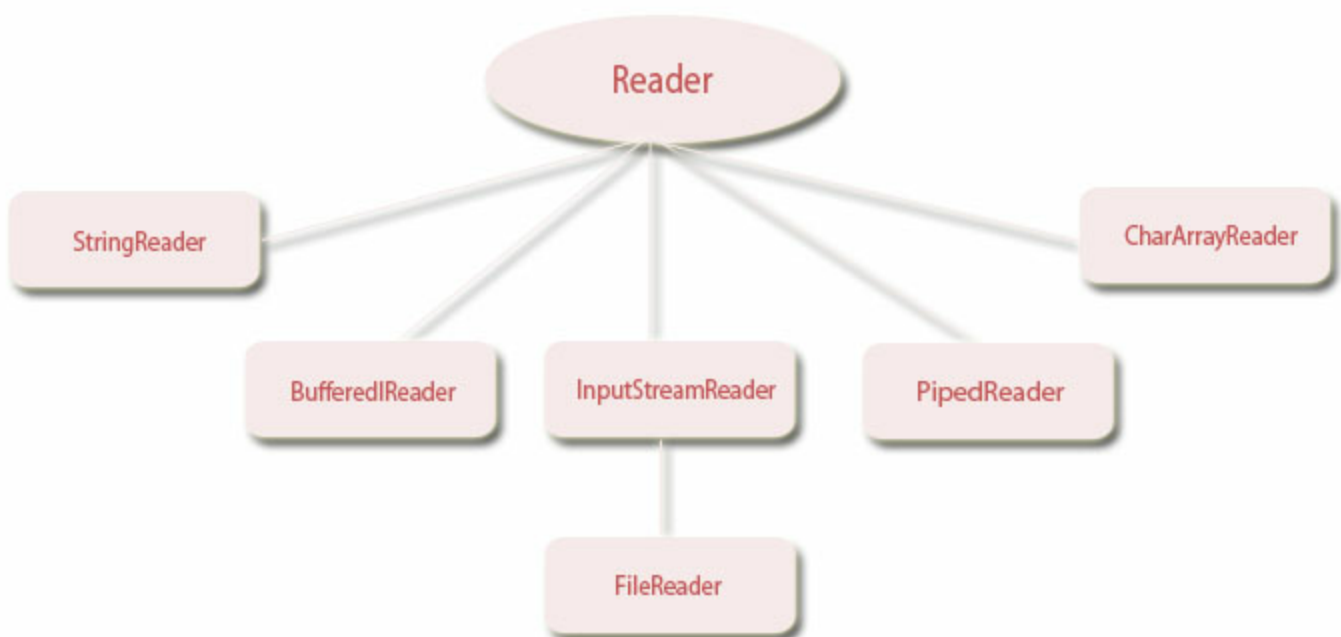 Reader
StringReader
CharArrayReader
BufferedIReader
InputStreamReader
PipedReader
FileReader